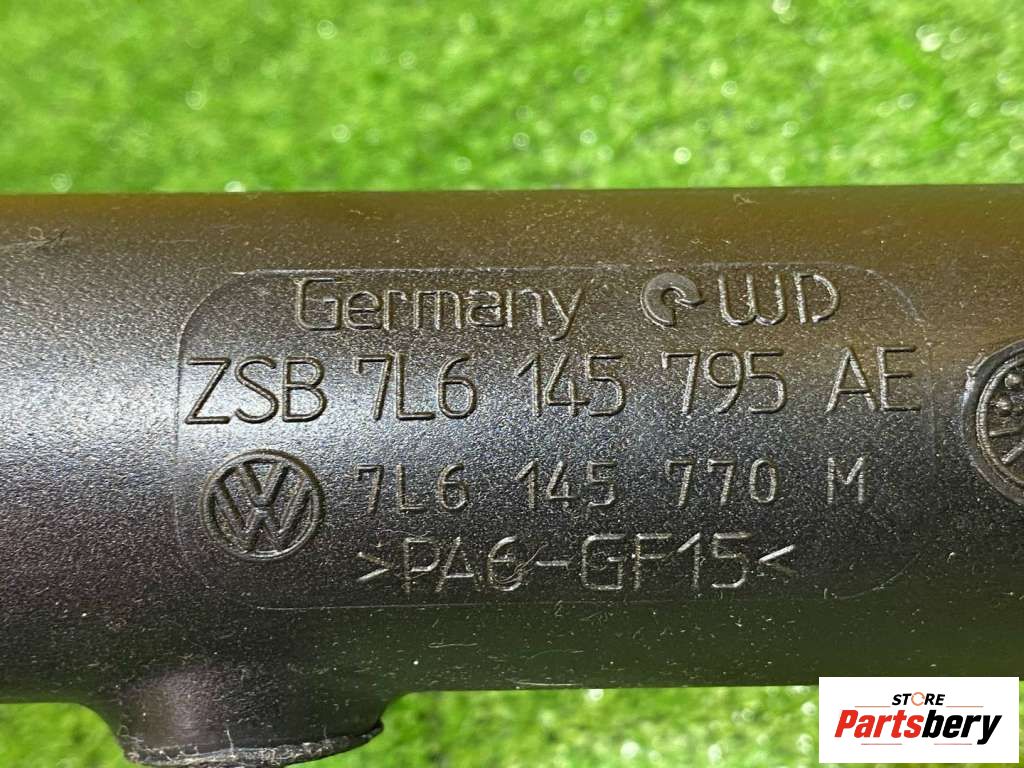 Germany WD
ZSB 7L6 145 795 AE
7L6 145 770 M
>PA6-GF15<
STORE
Partsbery